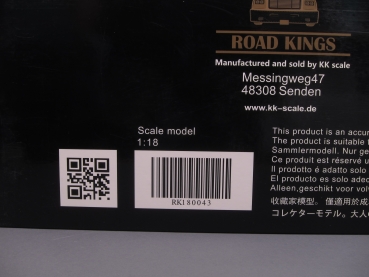 ROAD KINGS
Manufactured and sold by KK scale
Messingweg47
48308 Senden
www.kk-scale.de
Scale model
1:18
RK180043
This product is an accur
The product is suitable f
Sammlermodell. Nur ge
Ce produit est réservé u
Il prodotto é adatto solo
El producto es solo adec
Alleen,geschikt voor volv
收藏家模型。僅適用於成
コレクターモデル。大人の